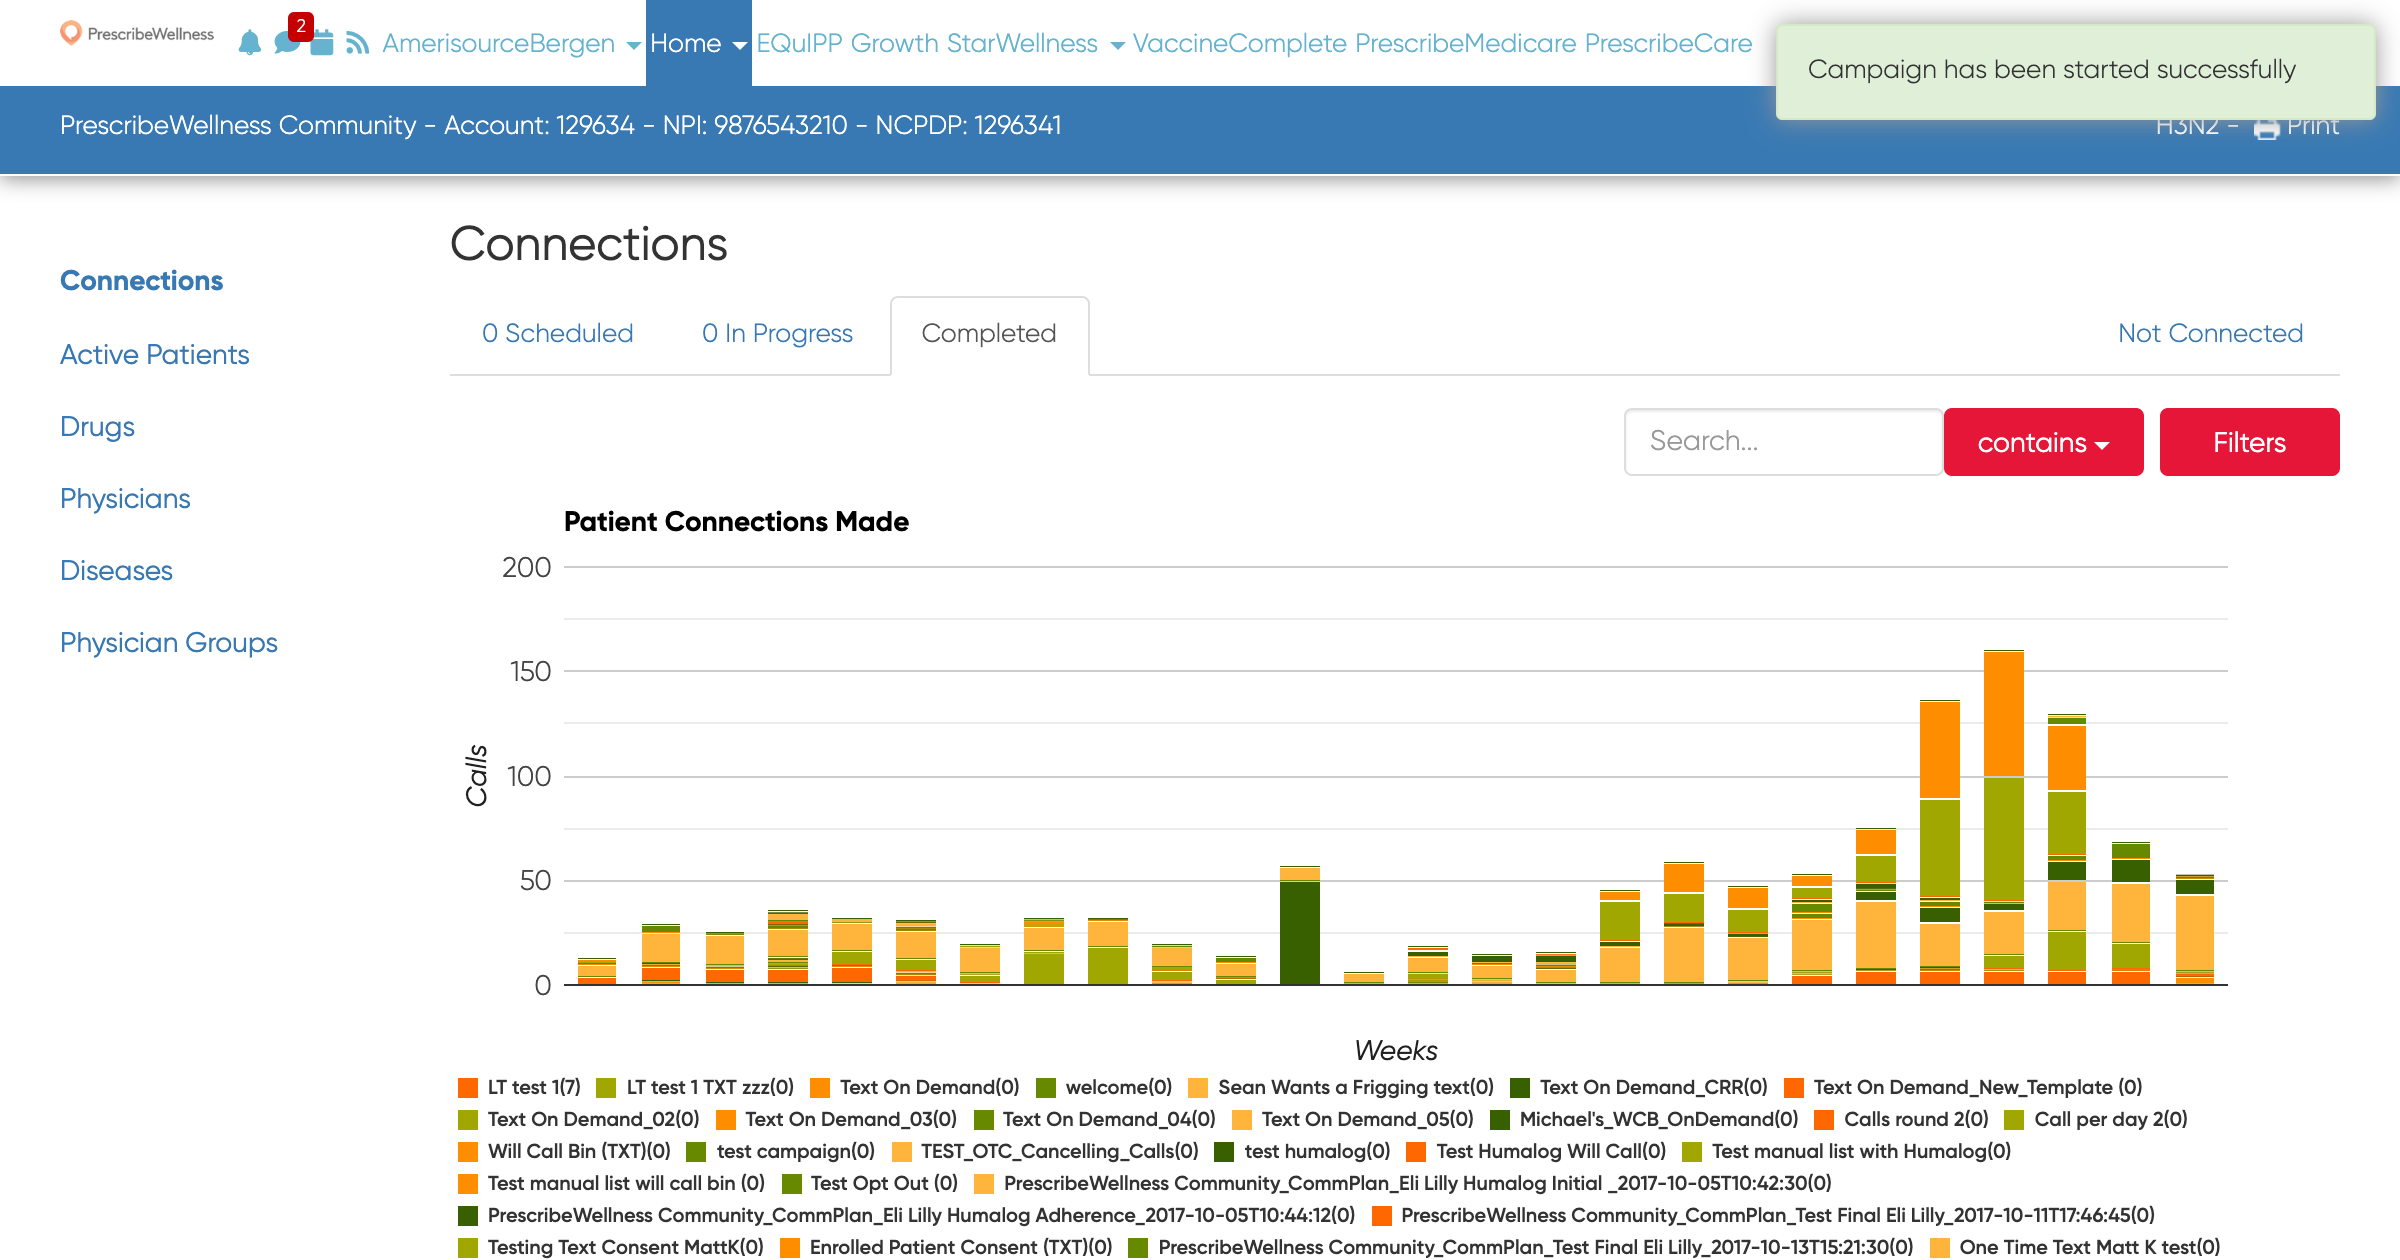 PrescribeWellness 2 AmerisourceBergen Home EQuIPP Growth StarWellness VaccineComplete PrescribeMedicare PrescribeCare
Campaign has been started successfully
PrescribeWellness Community - Account: 129634 - NPI: 9876543210 - NCPDP: 1296341
H3N2 - Print
Connections
Connections
Active Patients
Drugs
Physicians
Diseases
Physician Groups
0 Scheduled 0 In Progress Completed Not Connected
Search... contains Filters
Patient Connections Made
200
150
100
50
0
Calls
Weeks
LT test 1(7) LT test 1 TXT zzz(0) Text On Demand(0) welcome(0) Sean Wants a Frigging text(0) Text On Demand_CRR(0) Text On Demand_New_Template (0)
Text On Demand_02(0) Text On Demand_03(0) Text On Demand_04(0) Text On Demand_05(0) Michael's_WCB_OnDemand(0) Calls round 2(0) Call per day 2(0)
Will Call Bin (TXT)(0) test campaign(0) TEST_OTC_Cancelling_Calls(0) test humalog(0) Test Humalog Will Call(0) Test manual list with Humalog(0)
Test manual list will call bin (0) Test Opt Out (0) PrescribeWellness Community_CommPlan_Eli Lilly Humalog Initial _2017-10-05T10:42:30(0)
PrescribeWellness Community_CommPlan_Eli Lilly Humalog Adherence_2017-10-05T10:44:12(0) PrescribeWellness Community_CommPlan_Test Final Eli Lilly_2017-10-11T17:46:45(0)
Testing Text Consent MattK(0) Enrolled Patient Consent (TXT)(0) PrescribeWellness Community_CommPlan_Test Final Eli Lilly_2017-10-13T15:21:30(0) One Time Text Matt K test(0)